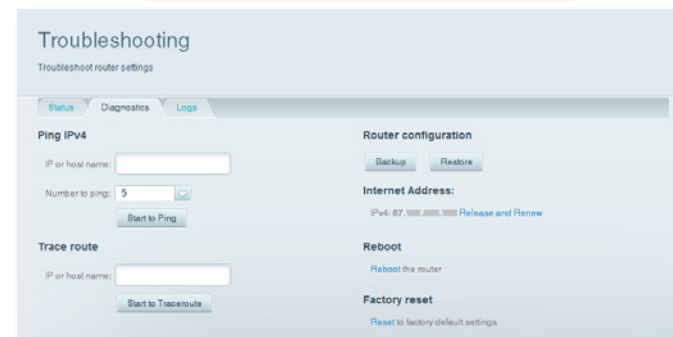 Troubleshooting
Troubleshoot router settings
Status Diagnostics Logs
Ping IPv4
IP or host name:
Number to ping: 5
Start to Ping
Trace route
IP or host name:
Start to Traceroute
Router configuration
Backup Restore
Internet Address:
IPv4: 67. Release and Renew
Reboot
Reboot the router
Factory reset
Reset to factory default settings